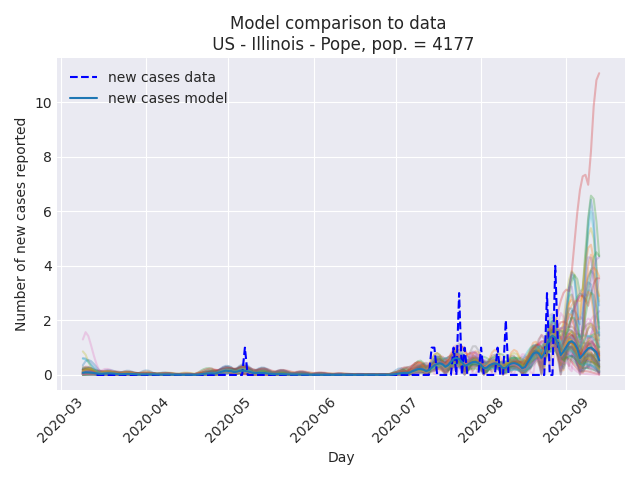 Model comparison to data
US - Illinois - Pope, pop. = 4177
new cases data
new cases model
Number of new cases reported
10
8
6
4
2
0
2020-03
2020-04
2020-05
2020-06
2020-07
2020-08
2020-09
Day